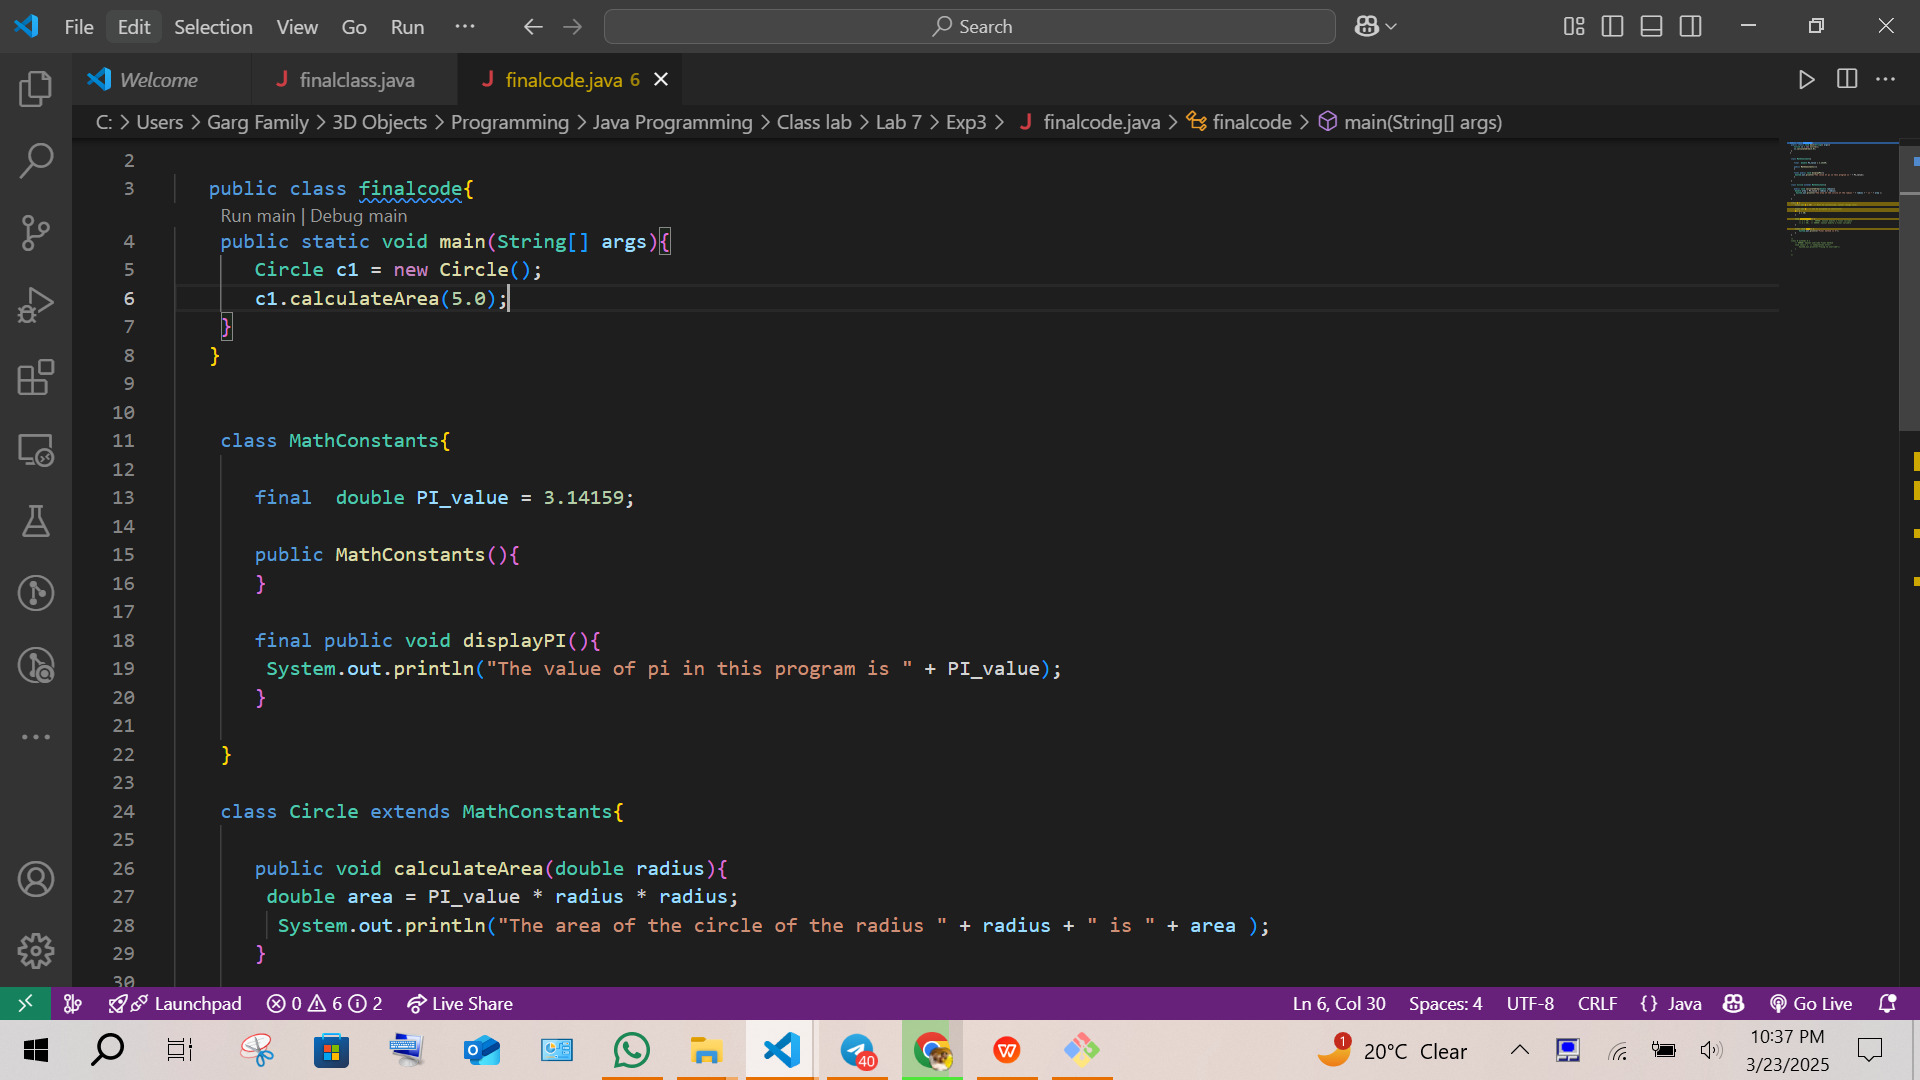 File Edit Selection View Go Run ··· Search
Welcome finalclass.java finalcode.java 6
C: > Users > Garg Family > 3D Objects > Programming > Java Programming > Class lab > Lab 7 > Exp3 > J finalcode.java > finalcode > main(String[] args)
2
3 public class finalcode{
Run main | Debug main
4 public static void main(String[] args){
5 Circle c1 = new Circle();
6 c1.calculateArea(5.0);
7 }
8 }
9
10
11 class MathConstants{
12
13 final  double PI_value = 3.14159;
14
15 public MathConstants(){
16 }
17
18 final public void displayPI(){
19 System.out.println("The value of pi in this program is " + PI_value);
20 }
21
22 }
23
24 class Circle extends MathConstants{
25
26 public void calculateArea(double radius){
27 double area = PI_value * radius * radius;
28 System.out.println("The area of the circle of the radius " + radius + " is " + area );
29 }
30
Launchpad 0 6 2 Live Share Ln 6, Col 30 Spaces: 4 UTF-8 CRLF {} Java Go Live
40 W 1 20°C Clear 10:37 PM
3/23/2025